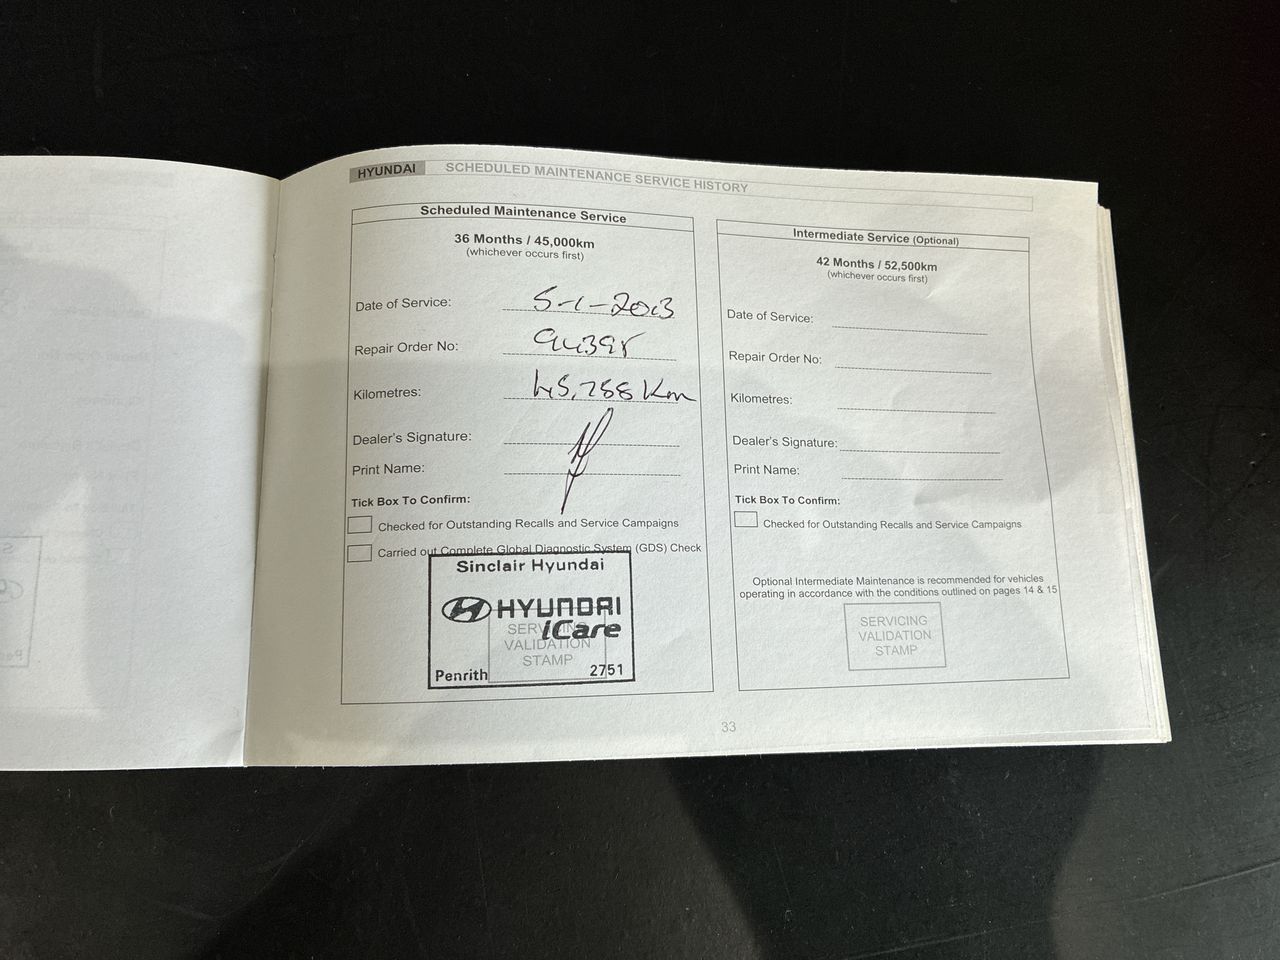 HYUNDAI SCHEDULED MAINTENANCE SERVICE HISTORY
Scheduled Maintenance Service
36 Months / 45,000km
(whichever occurs first)
Date of Service: 5-1-2013
Repair Order No:
Kilometres: 45,288 Km
Dealer's Signature:
Print Name:
Tick Box To Confirm:
Checked for Outstanding Recalls and Service Campaigns
Carried out Complete Global Diagnostic System (GDS) Check
Sinclair Hyundai
HYUNDAI
iCare
SERVICING
VALIDATION
STAMP
Penrith 2751
Intermediate Service (Optional)
42 Months / 52,500km
(whichever occurs first)
Date of Service:
Repair Order No:
Kilometres:
Dealer's Signature:
Print Name:
Tick Box To Confirm:
Checked for Outstanding Recalls and Service Campaigns
Optional Intermediate Maintenance is recommended for vehicles
operating in accordance with the conditions outlined on pages 14 & 15
SERVICING
VALIDATION
STAMP
33